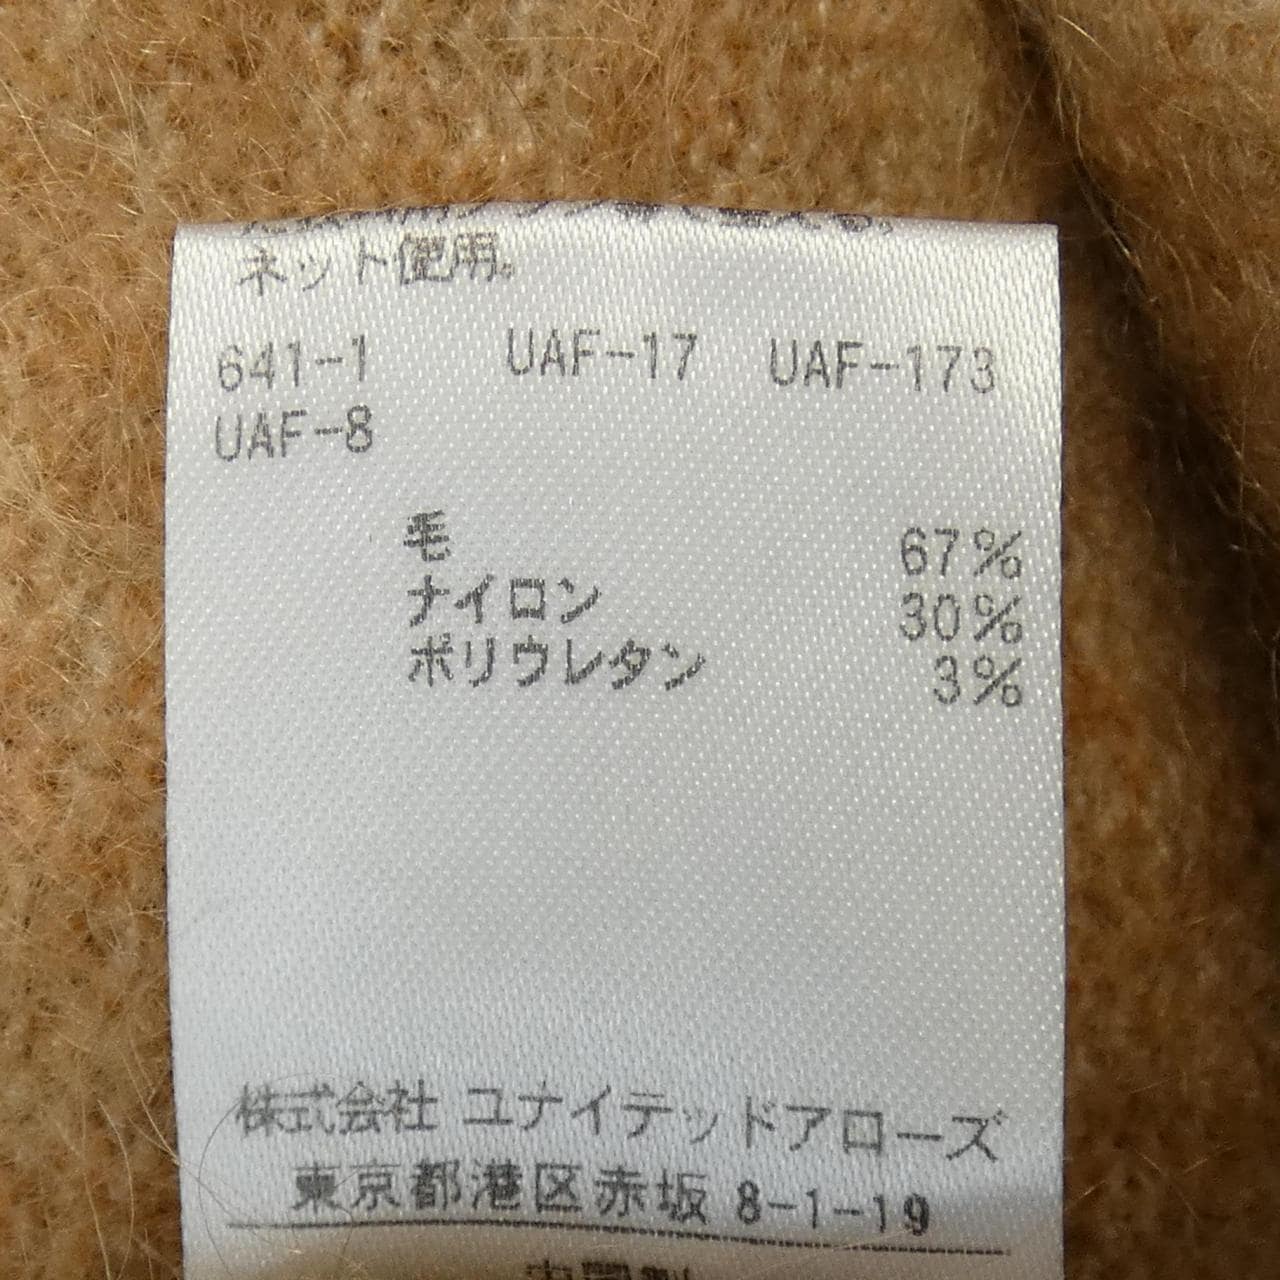 ネット使用。
641-1 UAF-17 UAF-173
UAF-8
毛 67%
ナイロン 30%
ポリウレタン 3%
株式会社 ユナイテッドアローズ
東京都港区赤坂 8-1-19